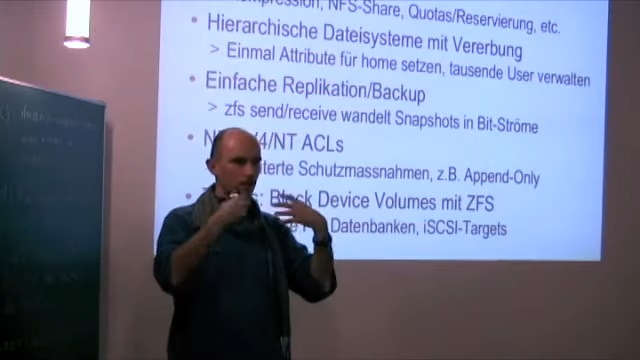 NFS-Share, Quotas/Reservierung, etc.
• Hierarchische Dateisysteme mit Vererbung
> Einmal Attribute für home setzen, tausende User verwalten
• Einfache Replikation/Backup
> zfs send/receive wandelt Snapshots in Bit-Ströme
• 4/NT ACLs
Schutzmassnahmen, z.B. Append-Only
• Block Device Volumes mit ZFS
Datenbanken, iSCSI-Targets